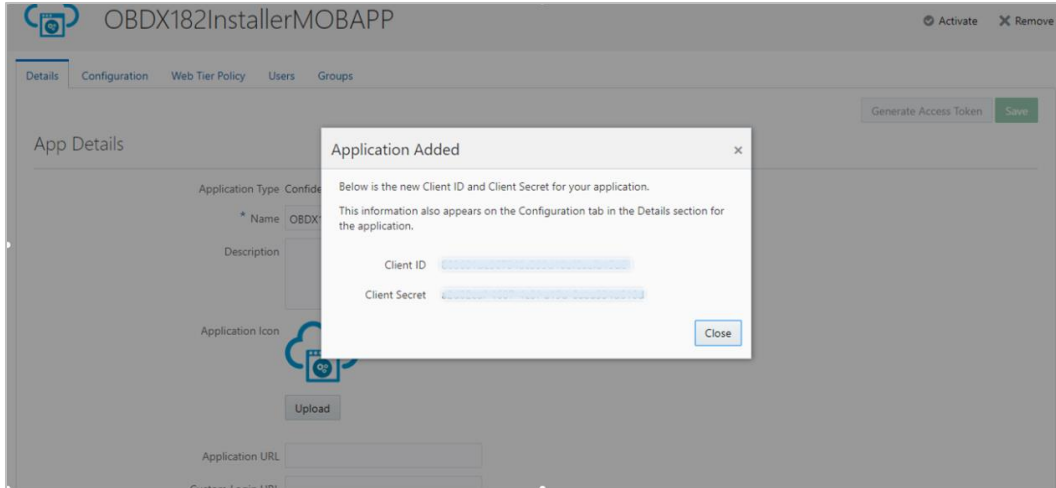 OBDX182InstallerMOBAPP
Activate
Remove
Details
Configuration
Web Tier Policy
Users
Groups
Generate Access Token
Save
App Details
Application Added
×
Below is the new Client ID and Client Secret for your application.
This information also appears on the Configuration tab in the Details section for
the application.
Client ID
Client Secret
Close
Application Type
Confide
* Name
OBDX
Description
Application Icon
Upload
Application URL
Custom Login URL